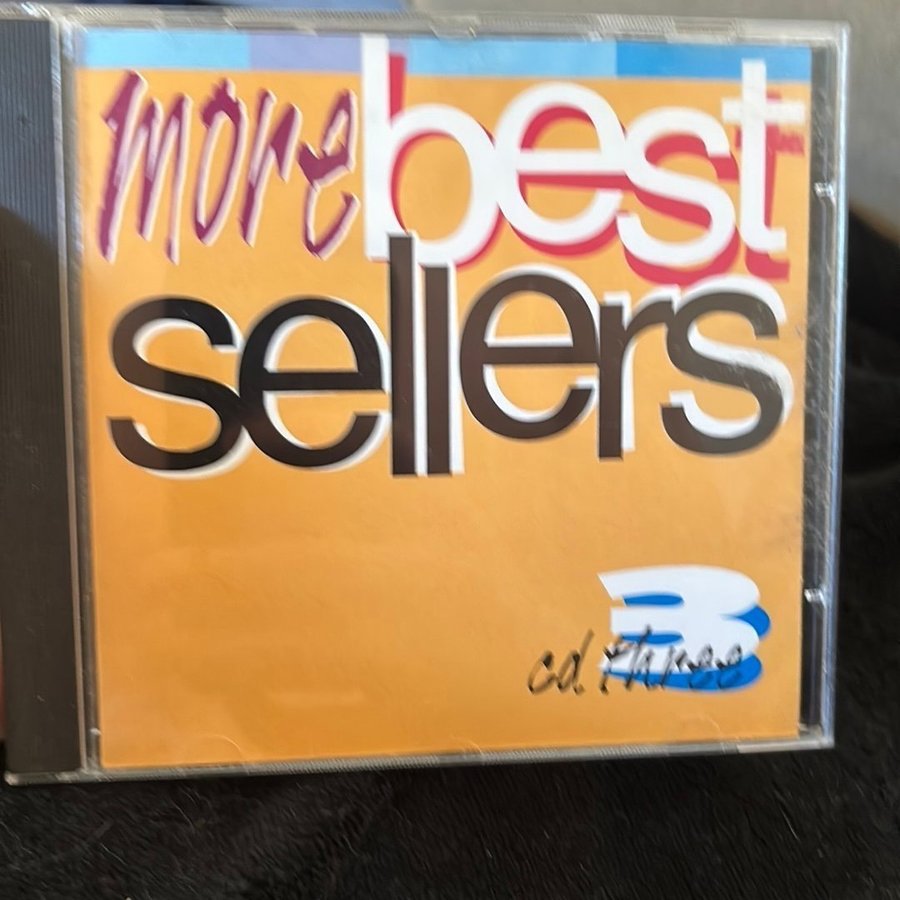 more best
sellers
3
cd three